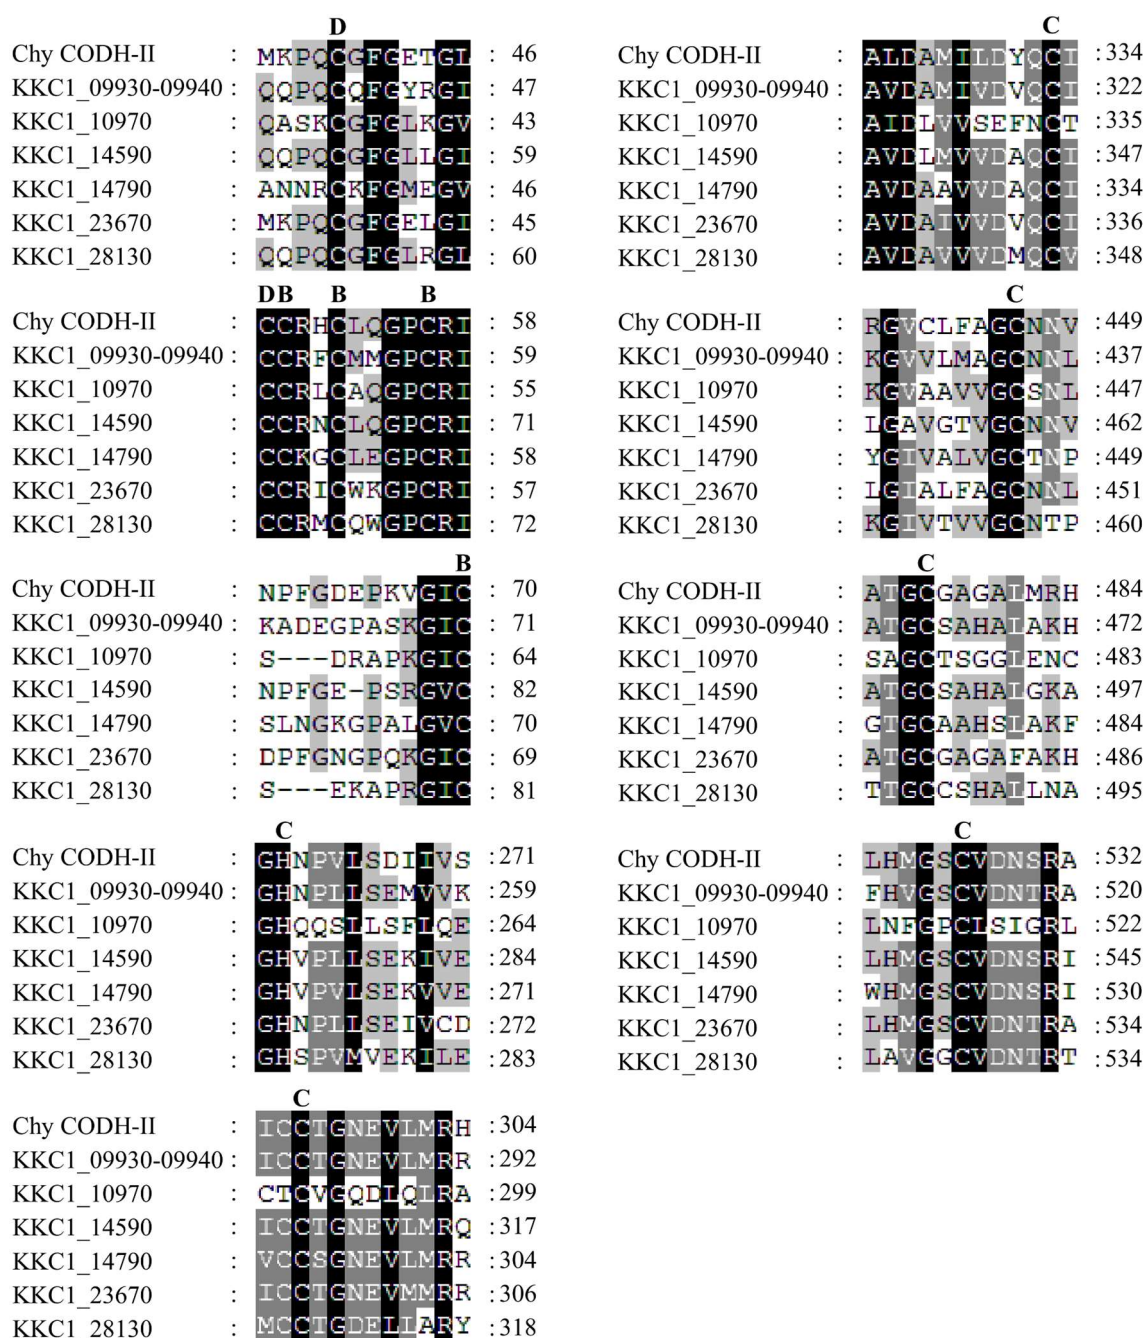 D
Chy CODH-II : MKPQCGFGETGL : 46
KKC1_09930-09940 : QQPQCQFGYRGI : 47
KKC1_10970 : QASKCGFGLKGV : 43
KKC1_14590 : QQPQCGFGLLGI : 59
KKC1_14790 : ANNRCKFGMEGV : 46
KKC1_23670 : MKPQCGFGELGI : 45
KKC1_28130 : QQPQCGFGLRGL : 60
DB B B
Chy CODH-II : CCRHCLQGPCRI : 58
KKC1_09930-09940 : CCRFCMMGPCRI : 59
KKC1_10970 : CCRLCAQGPCRI : 55
KKC1_14590 : CCRNCLQGPCRI : 71
KKC1_14790 : CCKGCLEGPCRI : 58
KKC1_23670 : CCRICWKGPCRI : 57
KKC1_28130 : CCRMCQWGPCRI : 72
B
Chy CODH-II : NPFGDEPKVGIC : 70
KKC1_09930-09940 : KADEGPASKGIC : 71
KKC1_10970 : S---DRAPKGIC : 64
KKC1_14590 : NPFGE-PSRGVC : 82
KKC1_14790 : SLNGKGPALGVC : 70
KKC1_23670 : DPFGNGPQKGIC : 69
KKC1_28130 : S---EKAPRGIC : 81
C
Chy CODH-II : GHNPVLSDIIVS : 271
KKC1_09930-09940 : GHNPLLSEMVVK : 259
KKC1_10970 : GHQQSLLSFLQE : 264
KKC1_14590 : GHVPLLSEKIVE : 284
KKC1_14790 : GHVPVLSEKVVE : 271
KKC1_23670 : GHNPLLSEIVCD : 272
KKC1_28130 : GHSPVMVEKILE : 283
C
Chy CODH-II : ICCTGNEVLMRH : 304
KKC1_09930-09940 : ICCTGNEVLMRR : 292
KKC1_10970 : CTCVGQDLQLRA : 299
KKC1_14590 : ICCTGNEVLMRQ : 317
KKC1_14790 : VCCSGNEVLMRR : 304
KKC1_23670 : ICCTGNEVMMRR : 306
KKC1_28130 : MCCTGDELLARY : 318
C
Chy CODH-II : ALDAMILDYQCI : 334
KKC1_09930-09940 : AVDAMIVDVQCI : 322
KKC1_10970 : AIDLVVSEFNCT : 335
KKC1_14590 : AVDLMVVDAQCI : 347
KKC1_14790 : AVDAAVVDAQCI : 334
KKC1_23670 : AVDAIVVDVQCI : 336
KKC1_28130 : AVDAVVVDMQCV : 348
C
Chy CODH-II : RGVCLFAGCNNV : 449
KKC1_09930-09940 : KGVVLMAGCNNL : 437
KKC1_10970 : KGVAAVVGCSNL : 447
KKC1_14590 : LGAVGTVGCNNV : 462
KKC1_14790 : YGIVALVGCTNP : 449
KKC1_23670 : LGIALFAGCNNL : 451
KKC1_28130 : KGIVTVVGCNTP : 460
C
Chy CODH-II : ATGCGAGALMRH : 484
KKC1_09930-09940 : ATGCSAHALAKH : 472
KKC1_10970 : SAGCTSGGLENC : 483
KKC1_14590 : ATGCSAHALGKA : 497
KKC1_14790 : GTGCAAHSLAKF : 484
KKC1_23670 : ATGCGAGAFAKH : 486
KKC1_28130 : TTGCCSHALLNA : 495
C
Chy CODH-II : LHMGSCVDNSRA : 532
KKC1_09930-09940 : FHVGSCVDNTRA : 520
KKC1_10970 : LNFGPCLSIGRL : 522
KKC1_14590 : LHMGSCVDNSRI : 545
KKC1_14790 : WHMGSCVDNSRI : 530
KKC1_23670 : LHMGSCVDNTRA : 534
KKC1_28130 : LAVGGCVDNTRT : 534